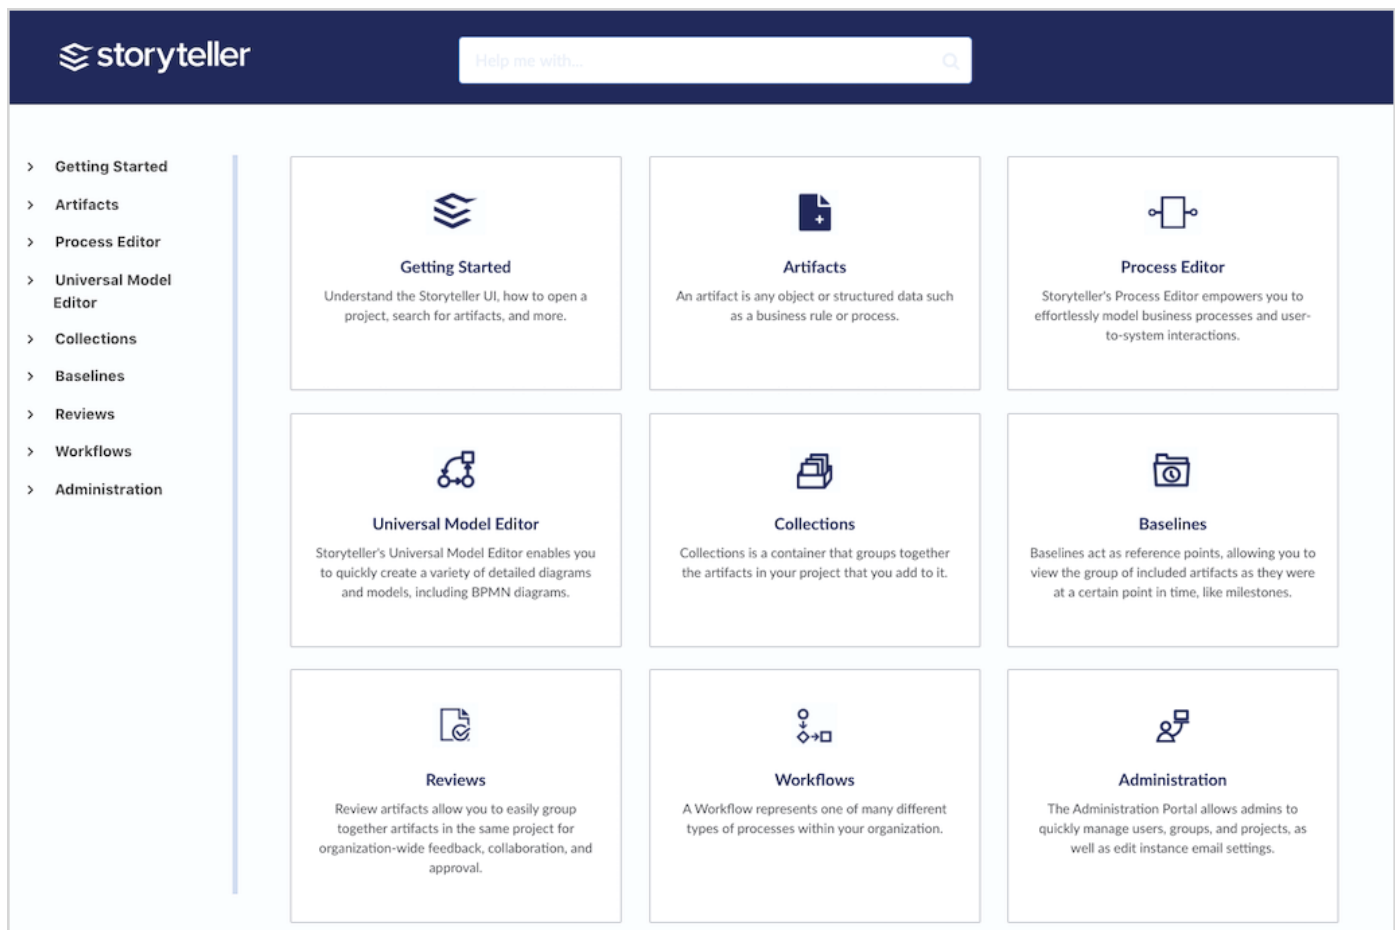 storyteller
Help me with...
Getting Started
Artifacts
Process Editor
Universal Model
Editor
Collections
Baselines
Reviews
Workflows
Administration
Getting Started
Understand the Storyteller UI, how to open a
project, search for artifacts, and more.
Artifacts
An artifact is any object or structured data such
as a business rule or process.
Process Editor
Storyteller's Process Editor empowers you to
effortlessly model business processes and user-
to-system interactions.
Universal Model Editor
Storyteller's Universal Model Editor enables you
to quickly create a variety of detailed diagrams
and models, including BPMN diagrams.
Collections
Collections is a container that groups together
the artifacts in your project that you add to it.
Baselines
Baselines act as reference points, allowing you to
view the group of included artifacts as they were
at a certain point in time, like milestones.
Reviews
Review artifacts allow you to easily group
together artifacts in the same project for
organization-wide feedback, collaboration, and
approval.
Workflows
A Workflow represents one of many different
types of processes within your organization.
Administration
The Administration Portal allows admins to
quickly manage users, groups, and projects, as
well as edit instance email settings.